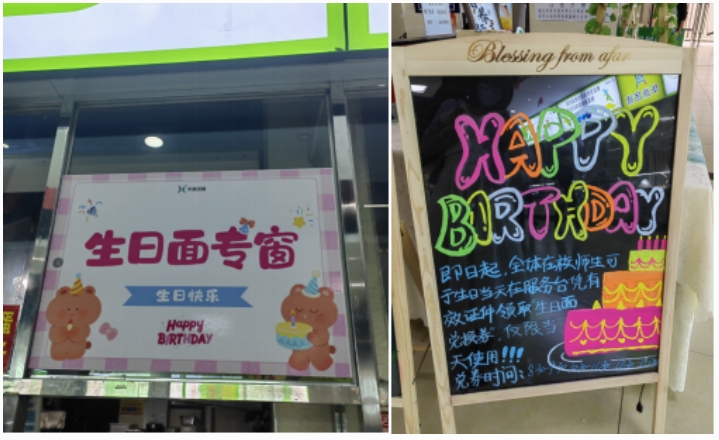 生日面专窗
生日快乐
Happy
BIRTHDAY
Blessing from afar
HAPPY
BIRTHDAY
即日起,全体在校师生可
于生日当天在服务台凭有
效证件领取 生日面
兑换券 仅限当
天使用!!!
兑券时间: